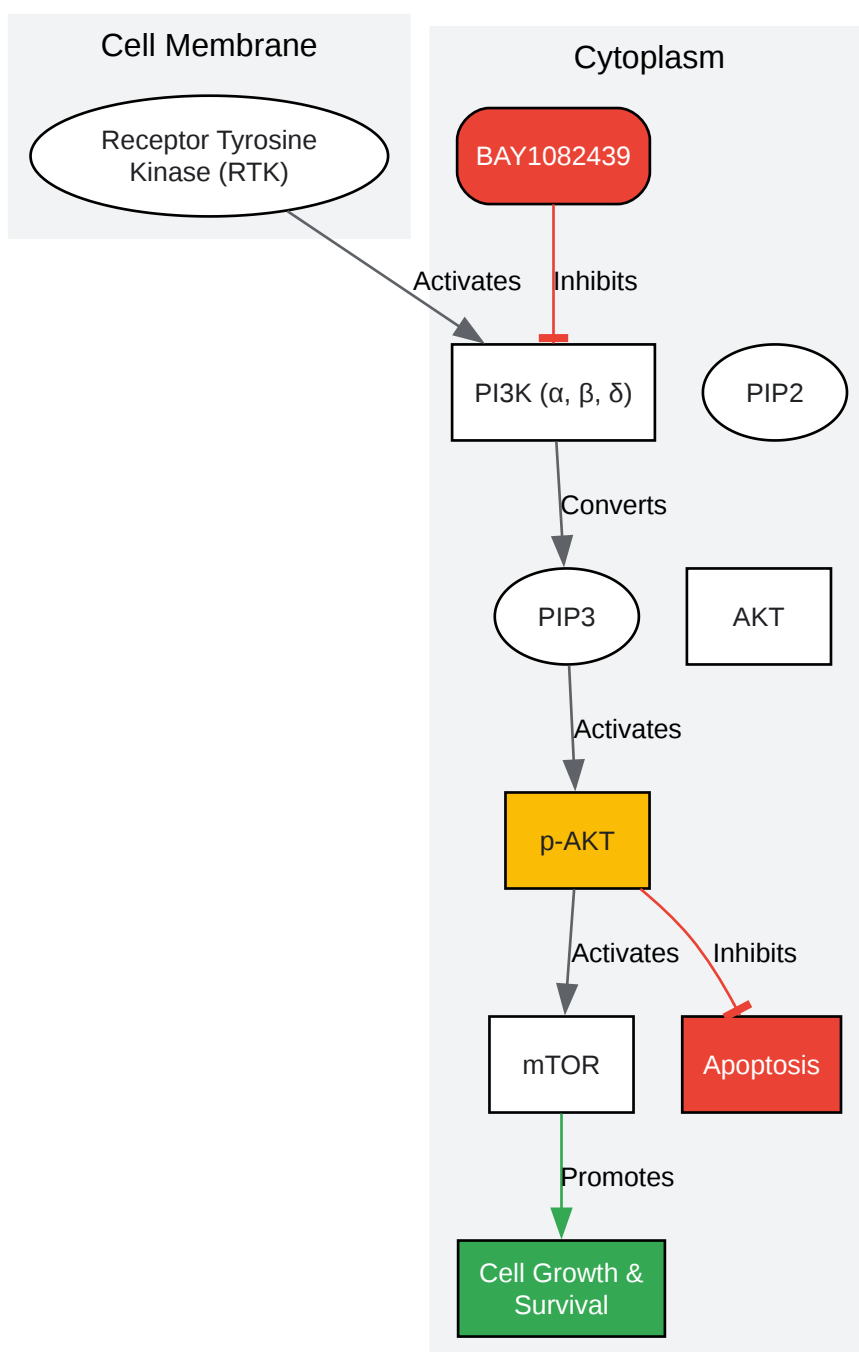 Cell Membrane
Cytoplasm
Receptor Tyrosine
Kinase (RTK)
BAY1082439
Activates
Inhibits
PI3K (α, β, δ)
PIP2
Converts
PIP3
AKT
Activates
p-AKT
Activates
Inhibits
mTOR
Apoptosis
Promotes
Cell Growth &
Survival